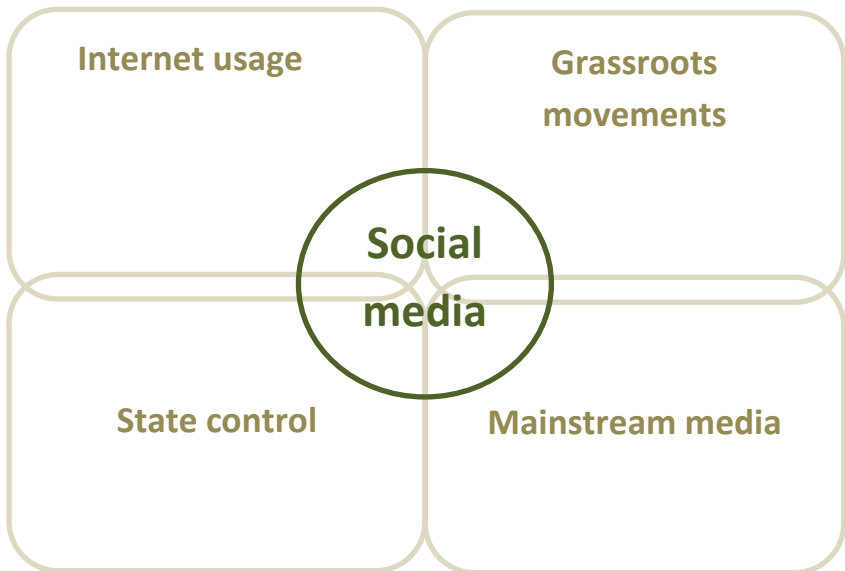 Internet usage
Grassroots
movements
Social
media
State control
Mainstream media